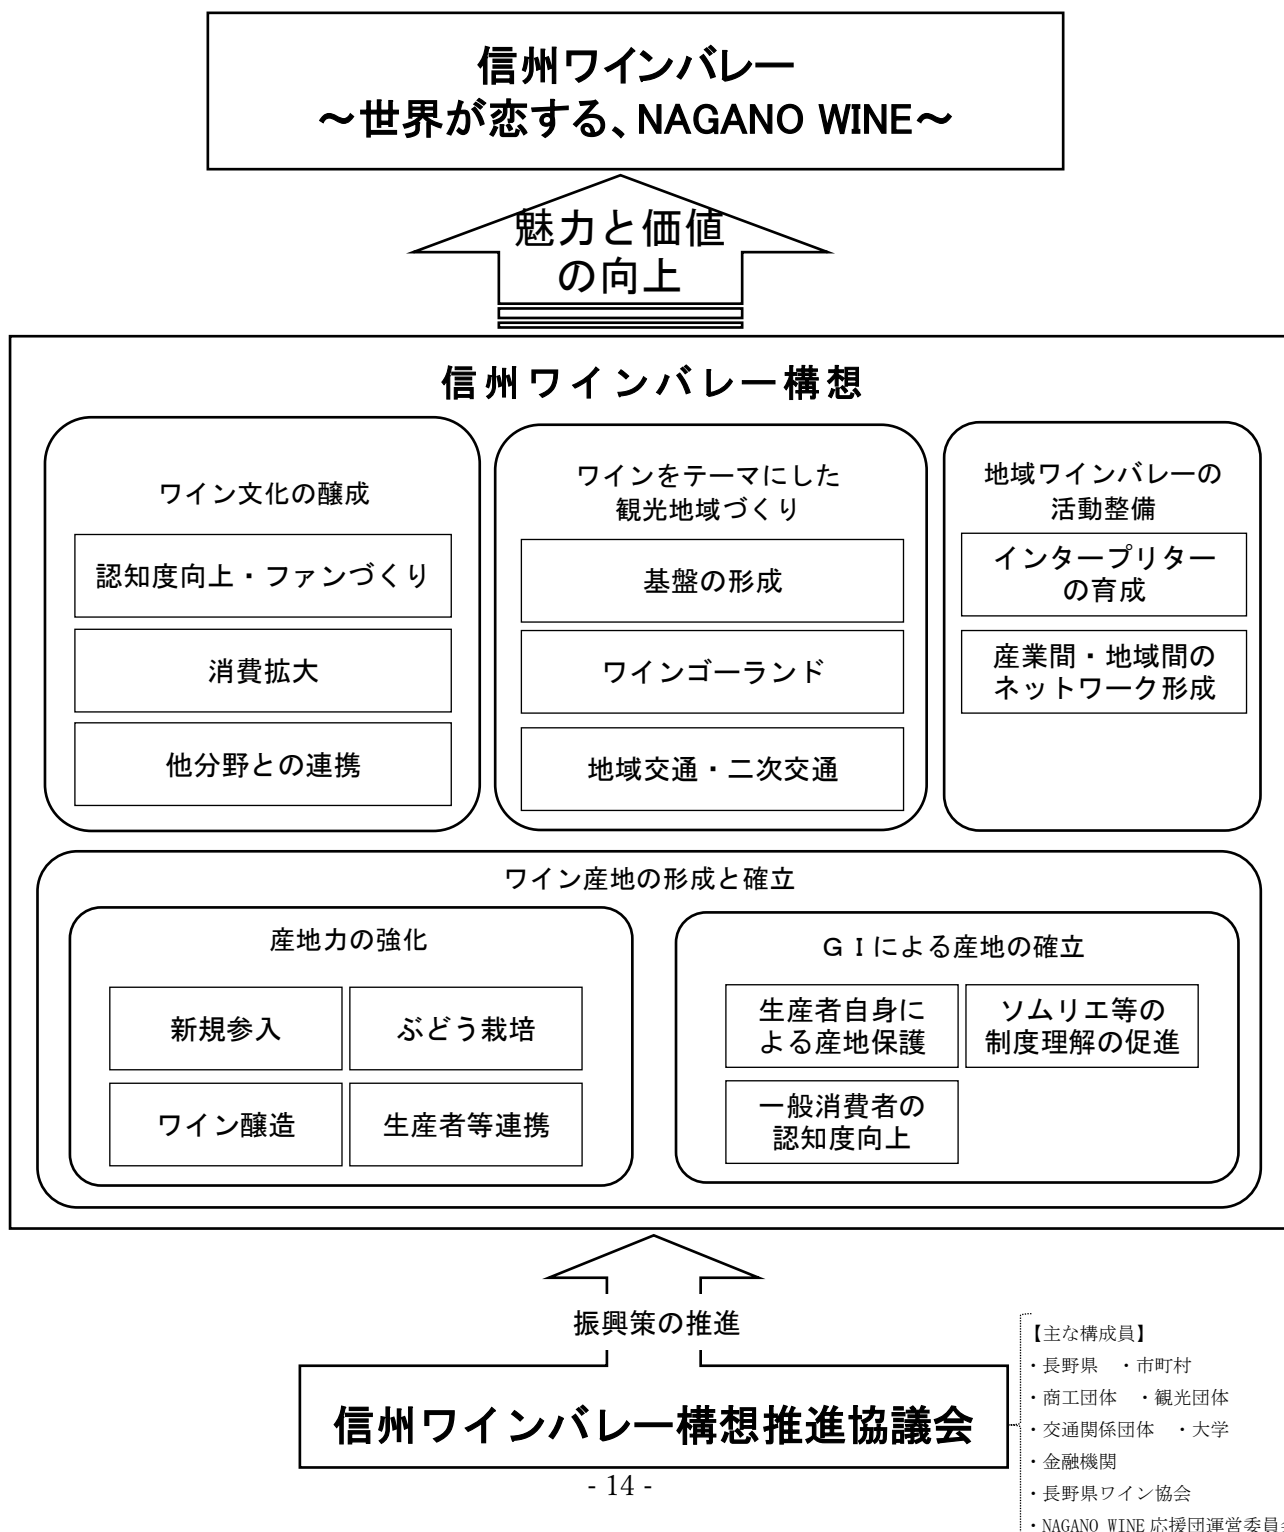 信州ワインバレー
～世界が恋する、NAGANO WINE～
魅力と価値
の向上
信州ワインバレー構想
ワイン文化の醸成
認知度向上・ファンづくり
消費拡大
他分野との連携
ワインをテーマにした
観光地域づくり
基盤の形成
ワインゴーランド
地域交通・二次交通
地域ワインバレーの
活動整備
インタープリター
の育成
産業間・地域間の
ネットワーク形成
ワイン産地の形成と確立
産地力の強化
新規参入
ぶどう栽培
ワイン醸造
生産者等連携
ＧＩによる産地の確立
生産者自身に
よる産地保護
ソムリエ等の
制度理解の促進
一般消費者の
認知度向上
振興策の推進
信州ワインバレー構想推進協議会
【主な構成員】
・長野県　・市町村
・商工団体　・観光団体
・交通関係団体　・大学
・金融機関
・長野県ワイン協会
・NAGANO WINE 応援団運営委員会
- 14 -